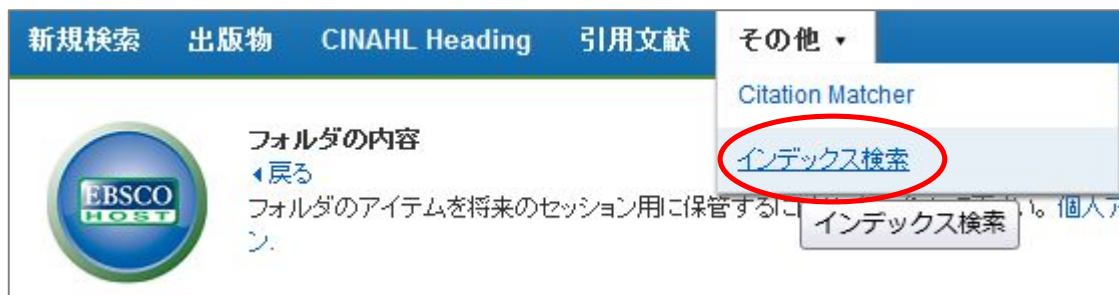 新規検索 出版物 CINAHL Heading 引用文献 その他 ▾
Citation Matcher
インデックス検索
EBSCO
HOST
フォルダの内容
◂戻る
フォルダのアイテムを将来のセッション用に保管するに い。個人ア
ン.
インデックス検索